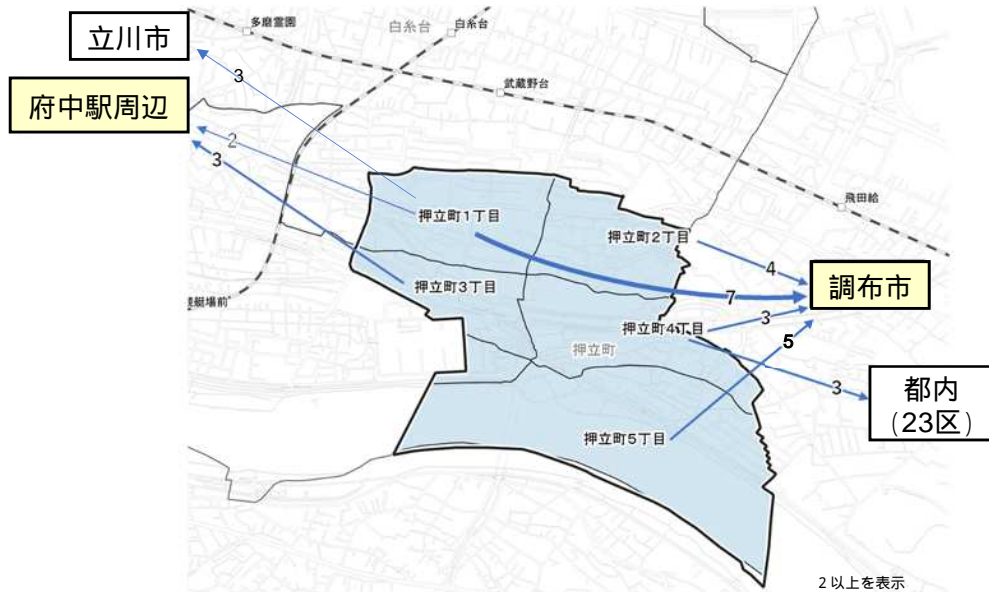 多磨霊園
白糸台
白糸台
立川市
3
武蔵野台
府中駅周辺
2
3
飛田給
押立町1丁目
押立町2丁目
4
押立町3丁目
調布市
7
3
押立町4丁目
5
押立町
都内
(23区)
3
押立町5丁目
2以上を表示